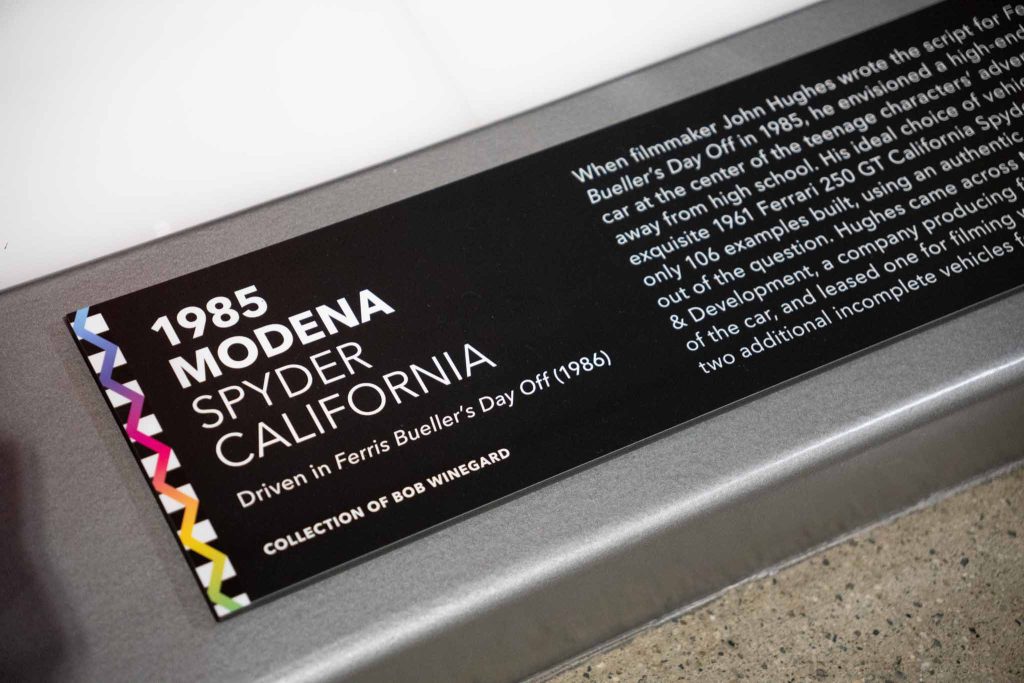 1985
MODENA
SPYDER
CALIFORNIA
Driven in Ferris Bueller's Day Off (1986)
COLLECTION OF BOB WINEGARD
When filmmaker John Hughes wrote the script for
Bueller's Day Off in 1985, he envisioned a high-end
car at the center of the teenage characters'
away from high school. His ideal choice of
exquisite 1961 Ferrari 250 GT California
only 106 examples built, using an authentic
out of the question. Hughes came across
& Development, a company producing
of the car, and leased one for filming
two additional incomplete vehicles